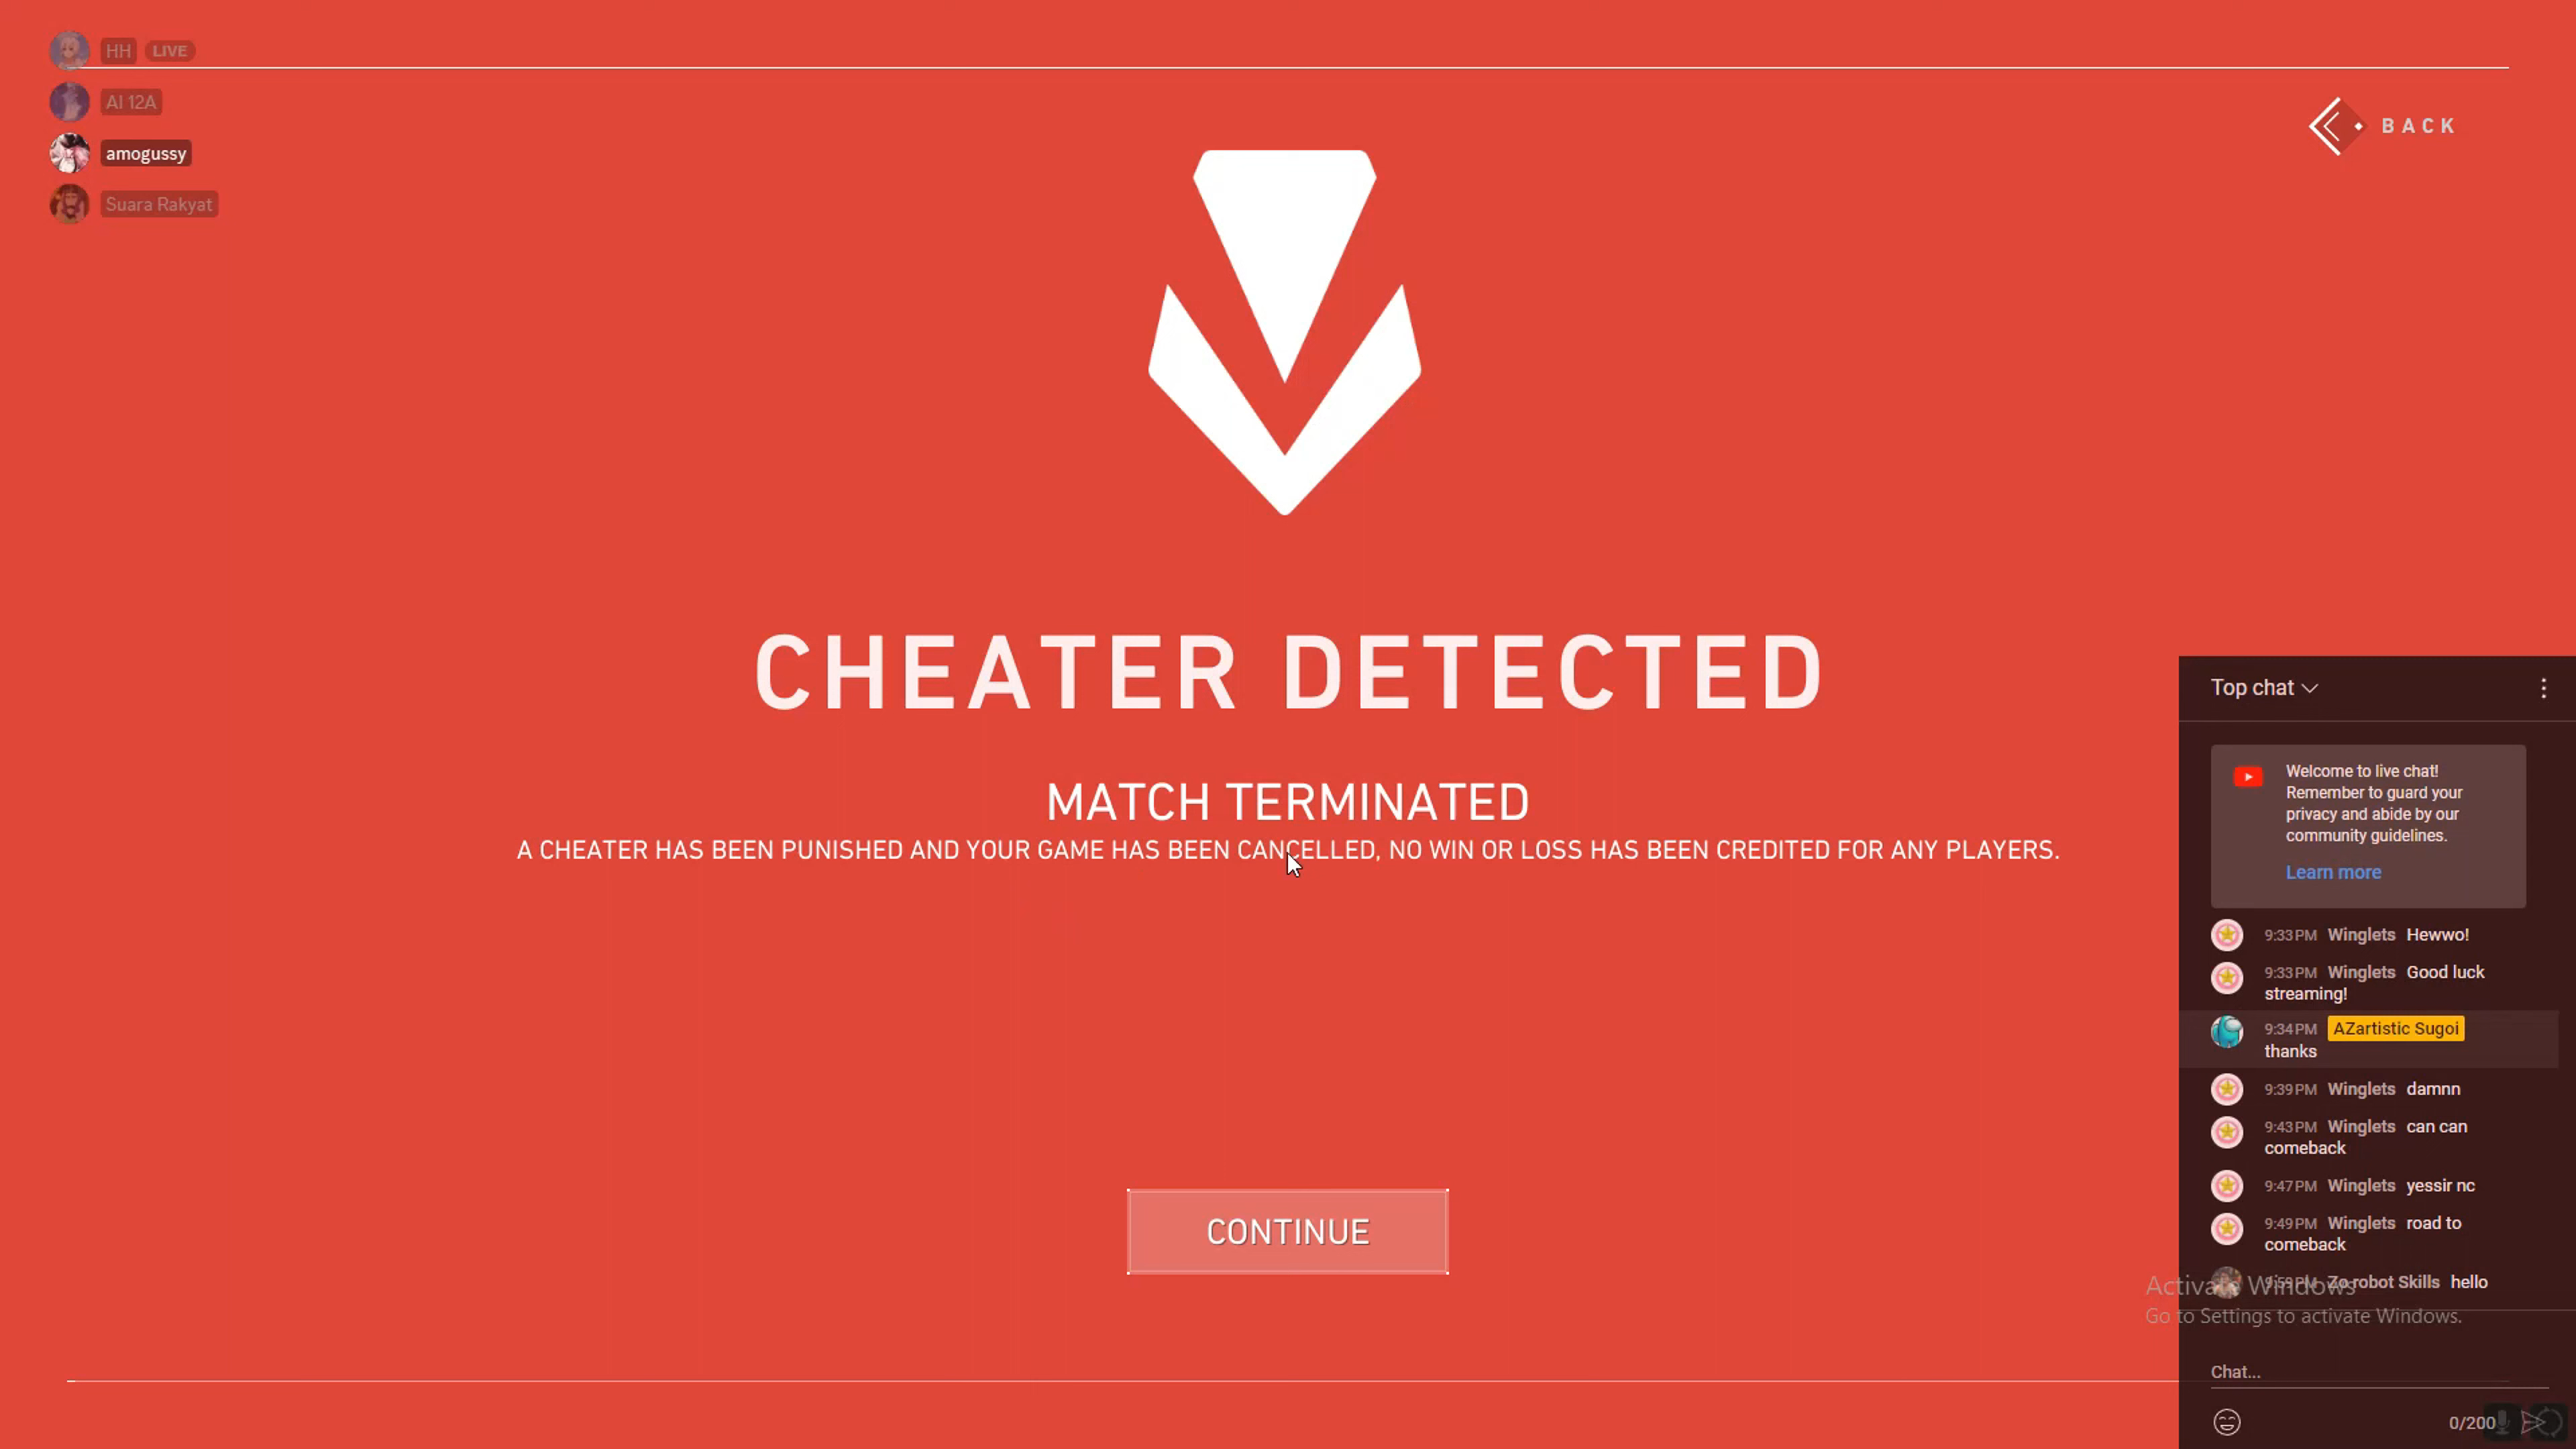 HH LIVE
AI 12A
amogussy
Suara Rakyat
BACK
CHEATER DETECTED
MATCH TERMINATED
A CHEATER HAS BEEN PUNISHED AND YOUR GAME HAS BEEN CANCELLED, NO WIN OR LOSS HAS BEEN CREDITED FOR ANY PLAYERS.
CONTINUE
Top chat
Welcome to live chat!
Remember to guard your
privacy and abide by our
community guidelines.
Learn more
9:33 PM Winglets Hewwo!
9:33 PM Winglets Good luck
streaming!
9:34 PM AZartistic Sugoi
thanks
9:39 PM Winglets damnn
9:43 PM Winglets can can
comeback
9:47 PM Winglets yessir nc
9:49 PM Winglets road to
comeback
9:59 PM Zo robot Skills hello
Activate Windows
Go to Settings to activate Windows.
Chat...
0/200